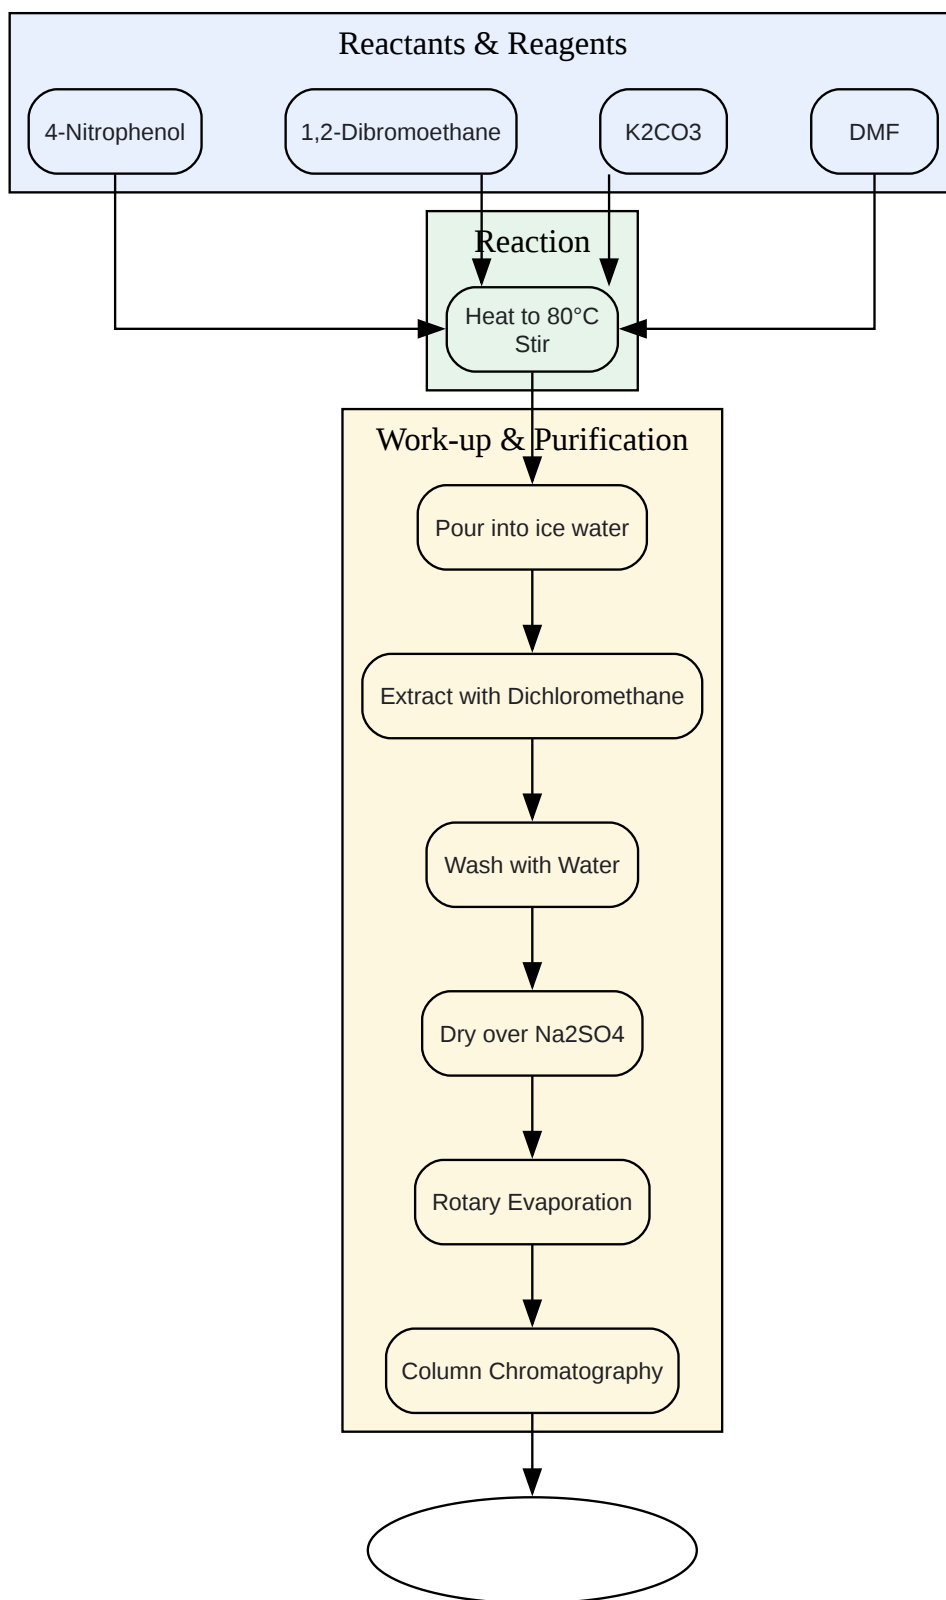 Reactants & Reagents
4-Nitrophenol
1,2-Dibromoethane
K2CO3
DMF
Reaction
Heat to 80°C
Stir
Work-up & Purification
Pour into ice water
Extract with Dichloromethane
Wash with Water
Dry over Na2SO4
Rotary Evaporation
Column Chromatography